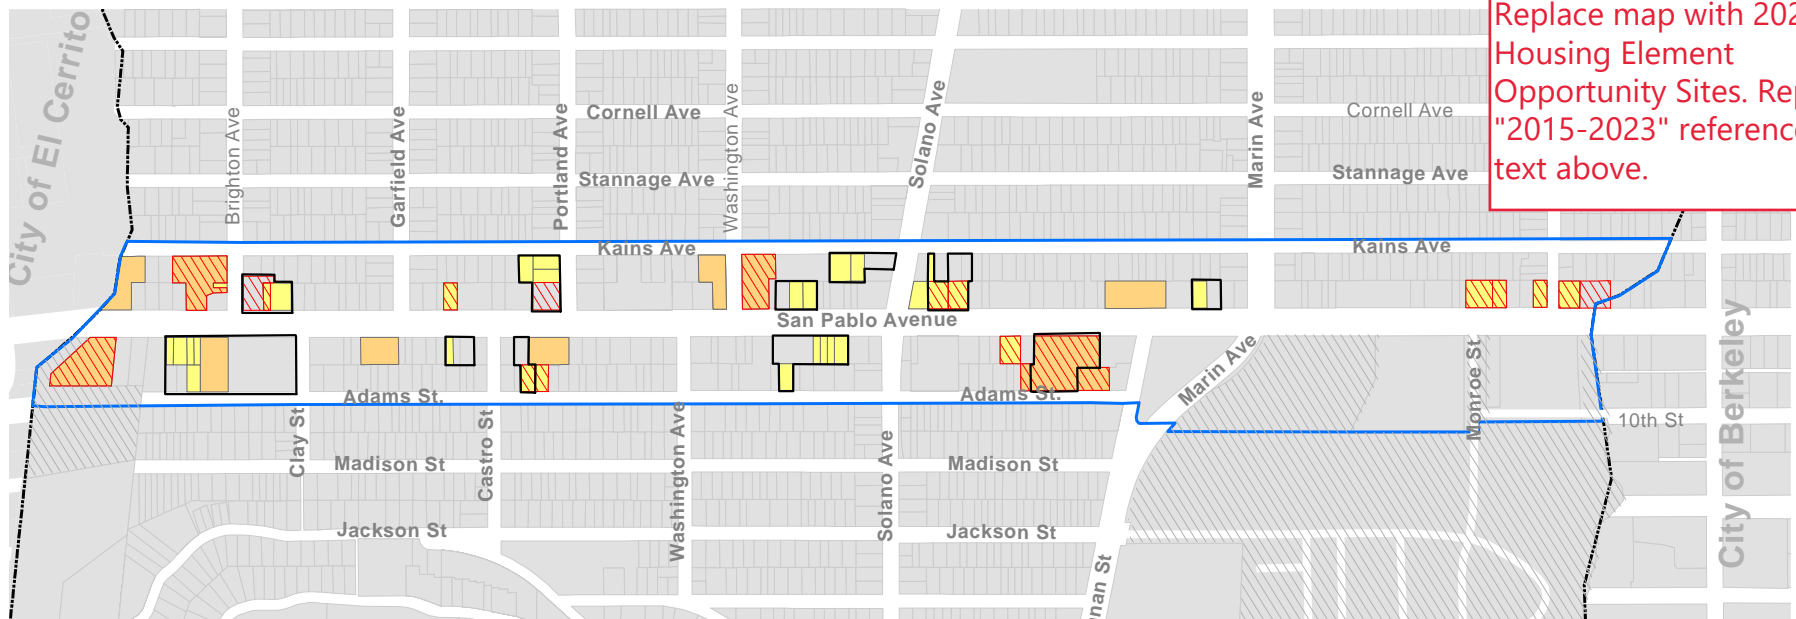 Replace map with 202
Housing Element
Opportunity Sites. Rep
"2015-2023" reference
text above.
City of El Cerrito
Brighton Ave
Garfield Ave
Portland Ave
Washington Ave
Solano Ave
Marin Ave
Cornell Ave
Cornell Ave
Stannage Ave
Stannage Ave
Kains Ave
Kains Ave
San Pablo Avenue
Adams St.
Adams St.
Marin Ave
Monroe St
10th St
City of Berkeley
Clay St
Castro St
Washington Ave
Solano Ave
Madison St
Madison St
Jackson St
Jackson St
nan St